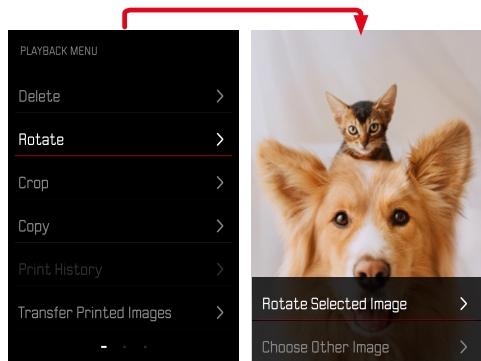 PLAYBACK MENU
Delete
Rotate
Crop
Copy
Print History
Transfer Printed Images
Rotate Selected Image
Choose Other Image